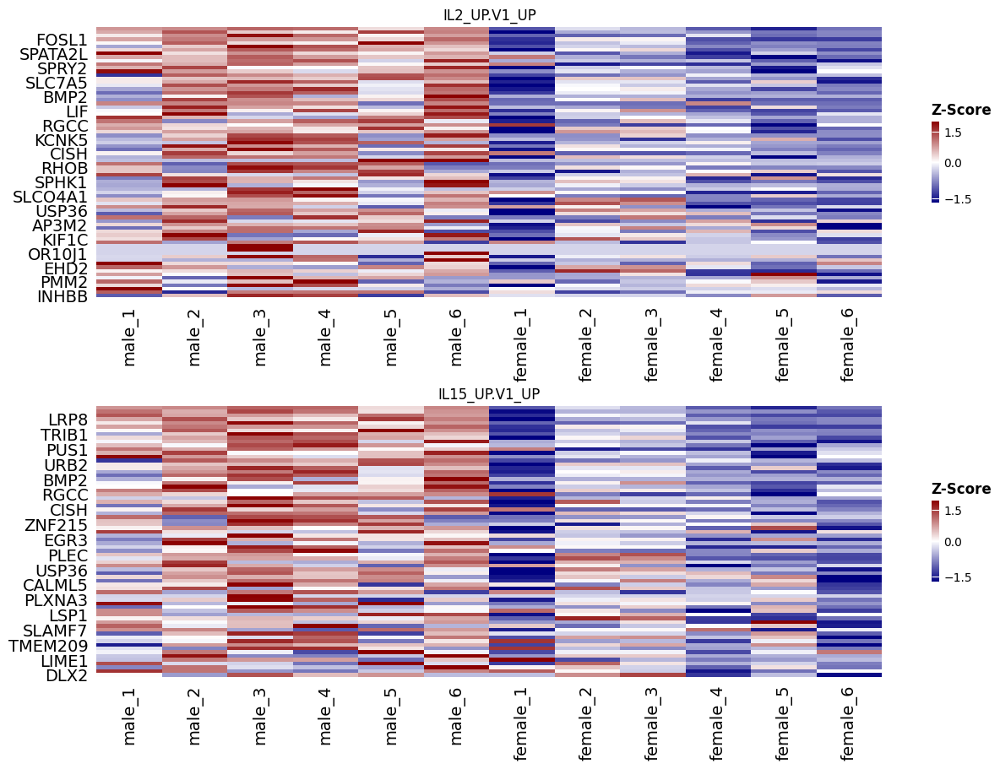 IL2_UP.V1_UP
FOSL1
SPATA2L
SPRY2
SLC7A5
BMP2
LIF
RGCC
KCNK5
CISH
RHOB
SPHK1
SLCO4A1
USP36
AP3M2
KIF1C
OR10J1
EHD2
PMM2
INHBB
Z-Score
1.5
0.0
−1.5
male_1
male_2
male_3
male_4
male_5
male_6
female_1
female_2
female_3
female_4
female_5
female_6
IL15_UP.V1_UP
LRP8
TRIB1
PUS1
URB2
BMP2
RGCC
CISH
ZNF215
EGR3
PLEC
USP36
CALML5
PLXNA3
LSP1
SLAMF7
TMEM209
LIME1
DLX2
Z-Score
1.5
0.0
−1.5
male_1
male_2
male_3
male_4
male_5
male_6
female_1
female_2
female_3
female_4
female_5
female_6